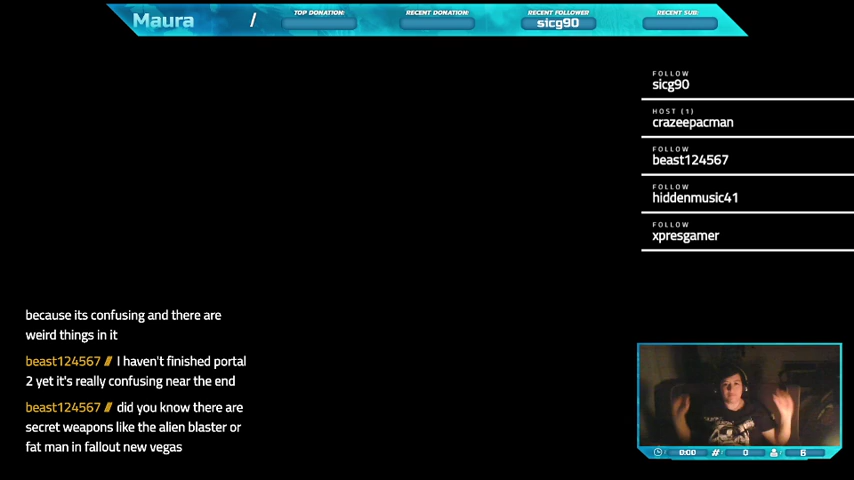 Maura / TOP DONATION: RECENT DONATION: RECENT FOLLOWER RECENT SUB:
sicg90
FOLLOW
sicg90
HOST (1)
crazeepacman
FOLLOW
beast124567
FOLLOW
hiddenmusic41
FOLLOW
xpresgamer
because its confusing and there are
weird things in it
beast124567 // I haven't finished portal
2 yet it's really confusing near the end
beast124567 // did you know there are
secret weapons like the alien blaster or
fat man in fallout new vegas
0:00 # 0 6